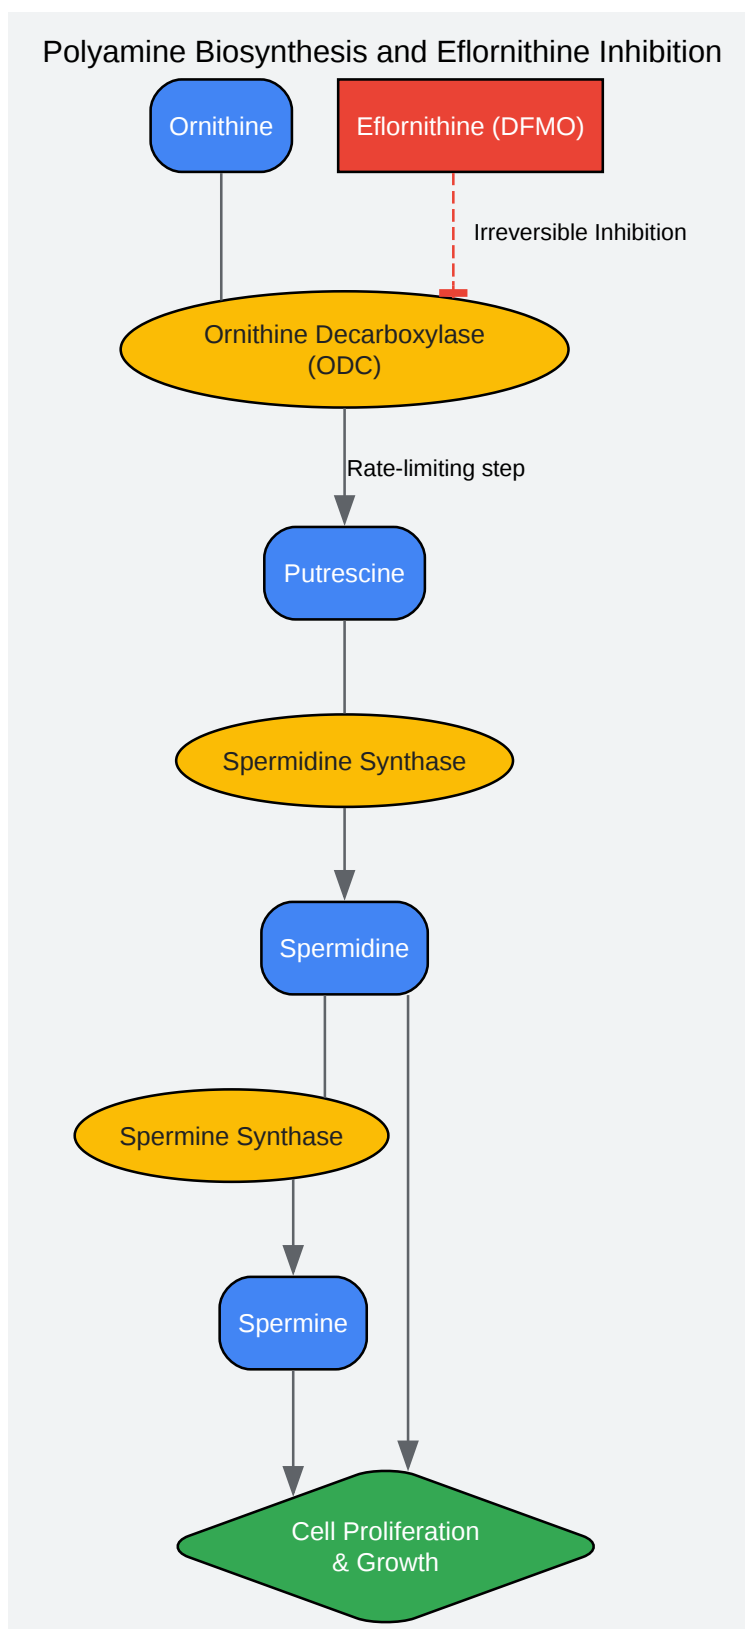 Polyamine Biosynthesis and Eflornithine Inhibition
Ornithine
Eflornithine (DFMO)
Irreversible Inhibition
Ornithine Decarboxylase
(ODC)
Rate-limiting step
Putrescine
Spermidine Synthase
Spermidine
Spermine Synthase
Spermine
Cell Proliferation
& Growth